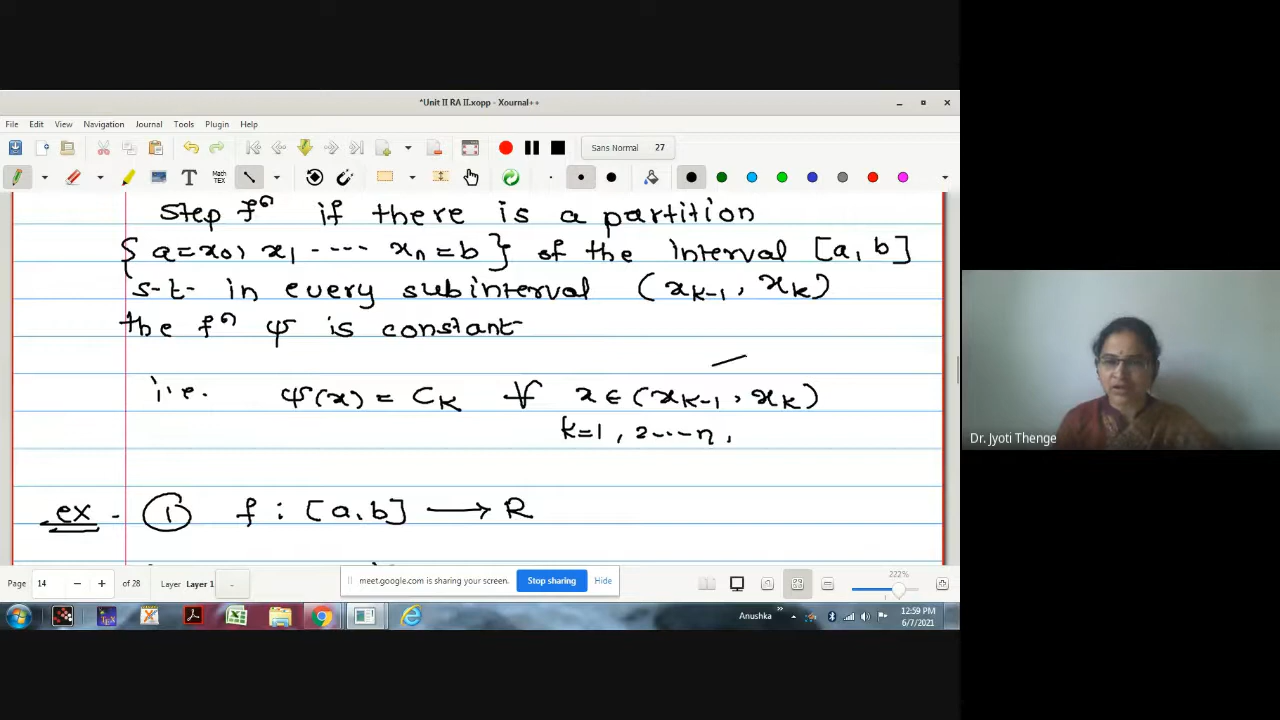 *Unit II RA II.xopp - Xournal++
File Edit View Navigation Journal Tools Plugin Help
Sans Normal 27
T Math TEX
Step fⁿ if there is a partition
{ a=x₀, x₁ ---- xₙ = b } of the interval [a, b]
s.t. in every subinterval (xₖ₋₁, xₖ)
the fⁿ ψ is constant
i.e. ψ(x) = Cₖ ∀ x ∈ (xₖ₋₁, xₖ)
k=1, 2---n,
ex - ① f : [a, b] ⟶ R
Page 14 of 28 Layer Layer 1
meet.google.com is sharing your screen. Stop sharing Hide
222%
Anushka
12:59 PM
6/7/2021
Dr. Jyoti Thenge